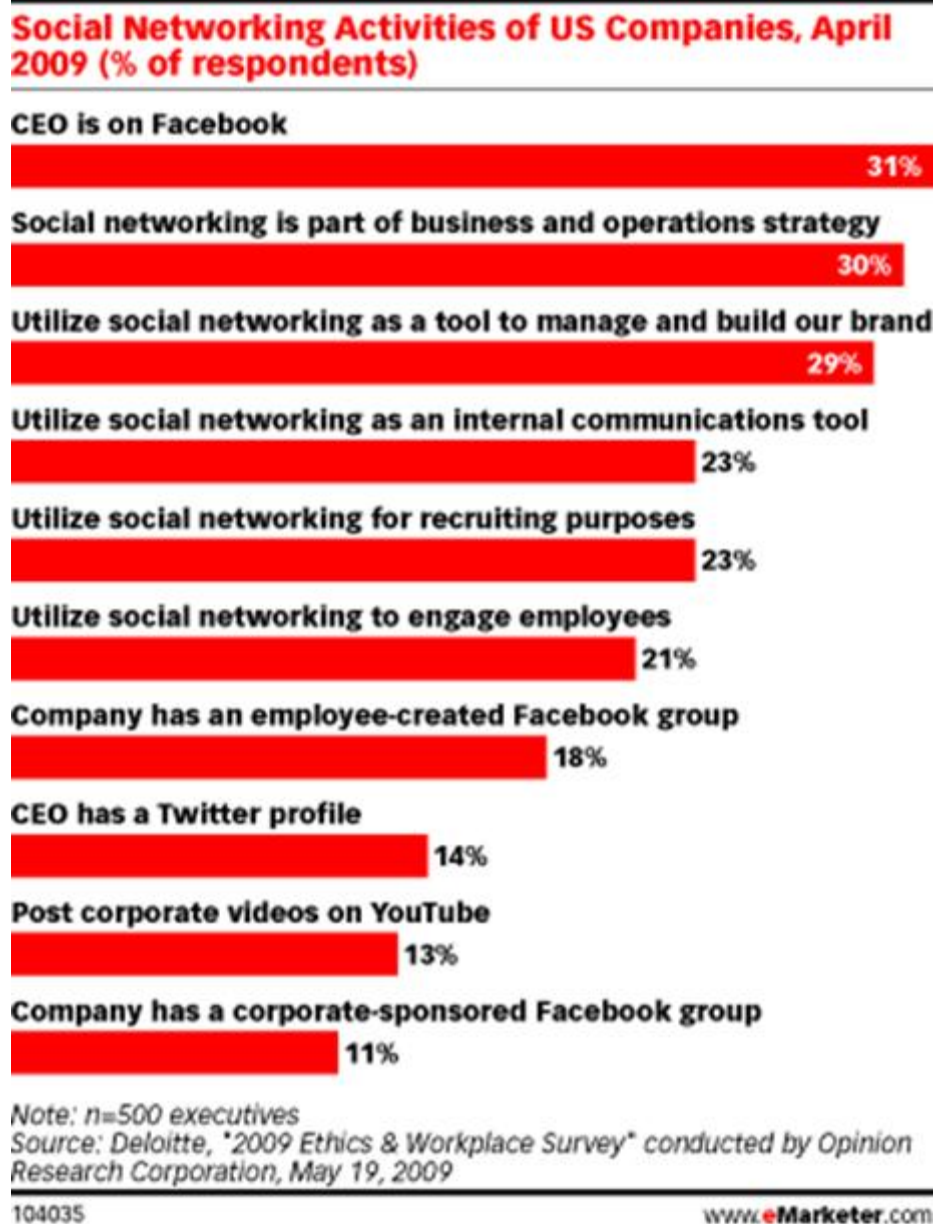 Social Networking Activities of US Companies, April
2009 (% of respondents)
CEO is on Facebook
31%
Social networking is part of business and operations strategy
30%
Utilize social networking as a tool to manage and build our brand
29%
Utilize social networking as an internal communications tool
23%
Utilize social networking for recruiting purposes
23%
Utilize social networking to engage employees
21%
Company has an employee-created Facebook group
18%
CEO has a Twitter profile
14%
Post corporate videos on YouTube
13%
Company has a corporate-sponsored Facebook group
11%
Note: n=500 executives
Source: Deloitte, "2009 Ethics & Workplace Survey" conducted by Opinion
Research Corporation, May 19, 2009
104035 www.eMarketer.com